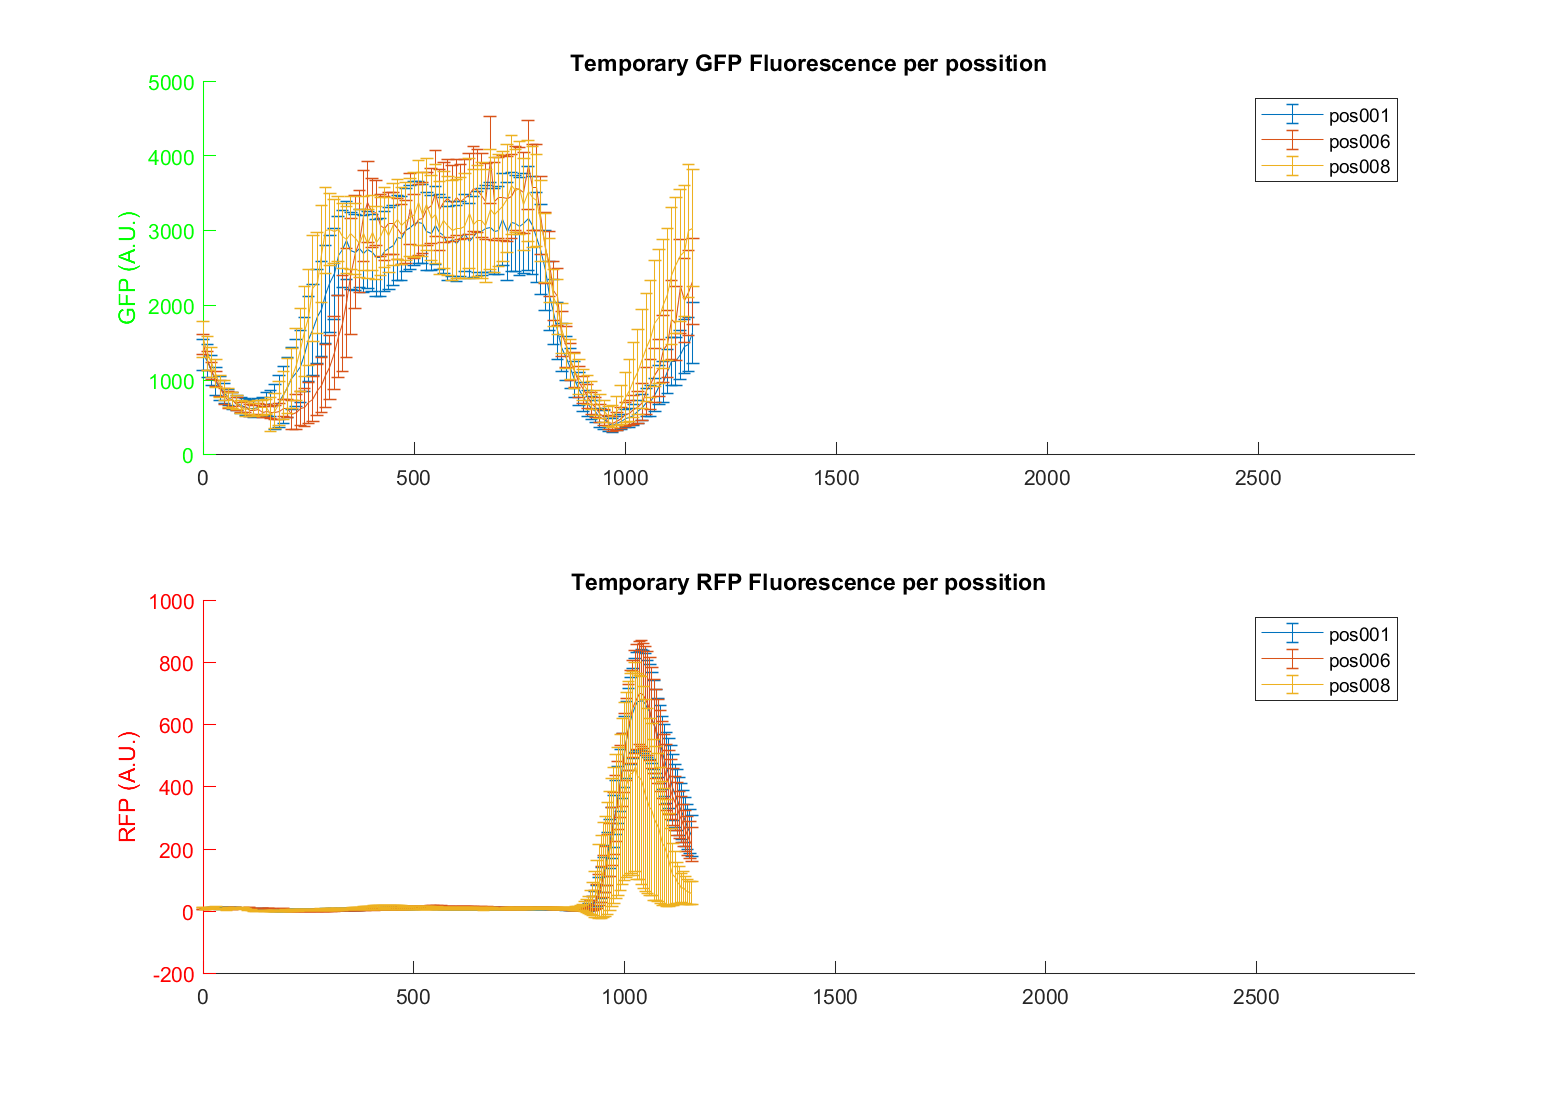 Temporary GFP Fluorescence per possition
5000
4000
3000
2000
1000
0
GFP (A.U.)
0 500 1000 1500 2000 2500
pos001
pos006
pos008
Temporary RFP Fluorescence per possition
1000
800
600
400
200
0
-200
RFP (A.U.)
0 500 1000 1500 2000 2500
pos001
pos006
pos008